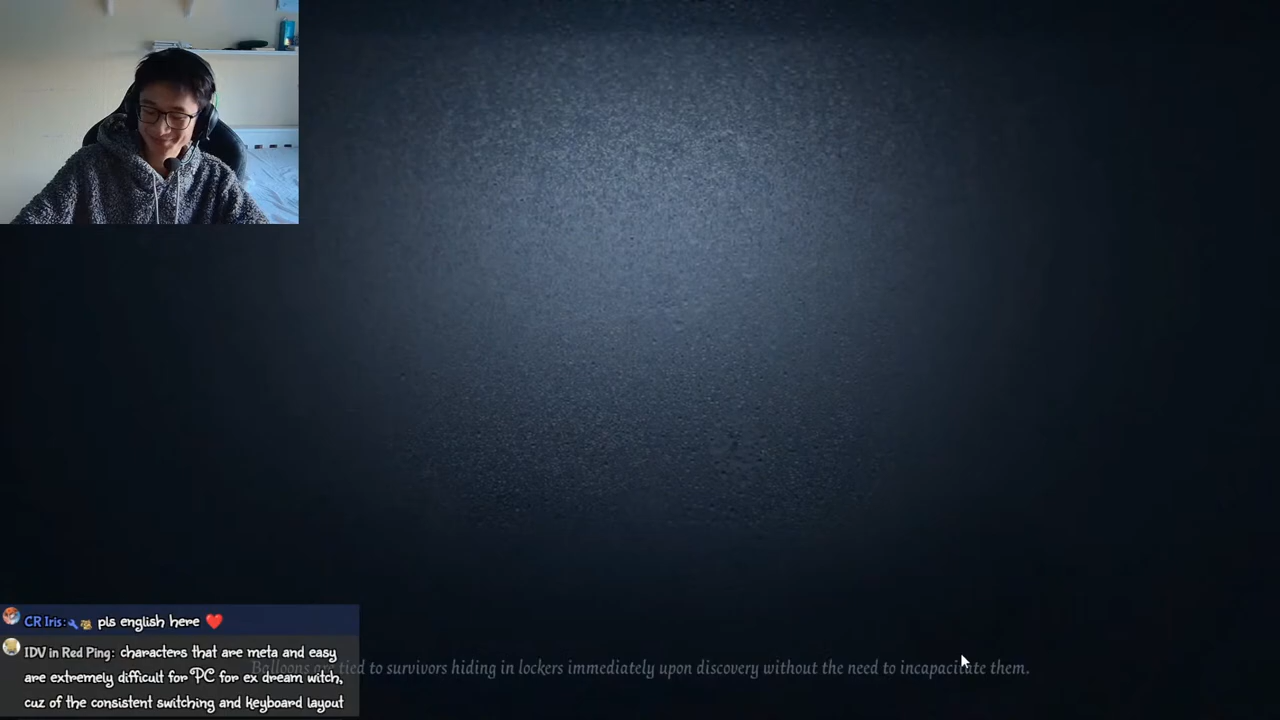 CR Iris: pls english here ❤️
IDV in Red Ping: characters that are meta and easy
are extremely difficult for PC for ex dream witch,
cuz of the consistent switching and keyboard layout
Balloons are tied to survivors hiding in lockers immediately upon discovery without the need to incapacitate them.